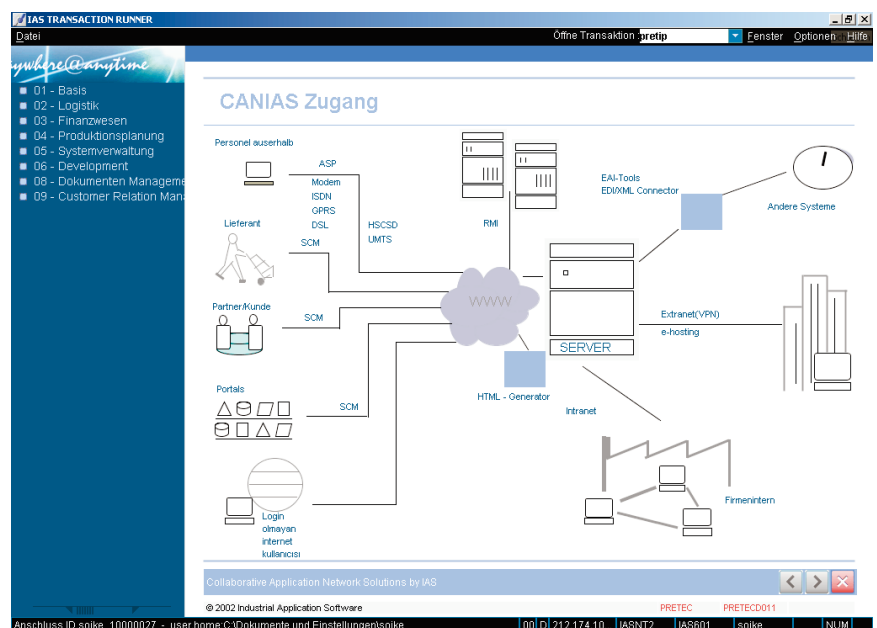 IAS TRANSACTION RUNNER
Datei
Öffne Transaktion :
pretip
Fenster
Optionen
Hilfe
ywhere@anytime
01 - Basis
02 - Logistik
03 - Finanzwesen
04 - Produktionsplanung
05 - Systemverwaltung
06 - Development
08 - Dokumenten Manageme
09 - Customer Relation Man
CANIAS Zugang
Personel auserhalb
ASP
Modem
ISDN
GPRS
DSL
HSCSD
UMTS
RMI
EAI-Tools
EDI/XML Connector
Andere Systeme
Lieferant
SCM
WWW
Partner/Kunde
SCM
SERVER
Extranet(VPN)
e-hosting
HTML - Generator
Portals
SCM
Intranet
Firmenintern
Login
olmayan
internet
kullanıcısı
Collaborative Application Network Solutions by IAS
© 2002 Industrial Application Software
PRETEC
PRETECD011
Anschluss ID soike 10000027 - user home:C:\Dokumente und Einstellungen\soike
00 D 212.174.10 IASNT2 IAS601 soike NUM